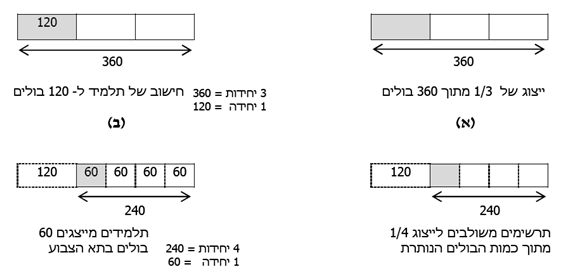 360
ייצוג של 1/3 מתוך 360 בולים
(א)
120
360
חישוב של תלמיד ל- 120 בולים
3 יחידות = 360
1 יחידה = 120
(ב)
120
240
תרשימים משולבים לייצוג 1/4
מתוך כמות הבולים הנותרת
120 60 60 60 60
240
תלמידים מייצגים 60
בולים בתא הצבוע
4 יחידות = 240
1 יחידה = 60